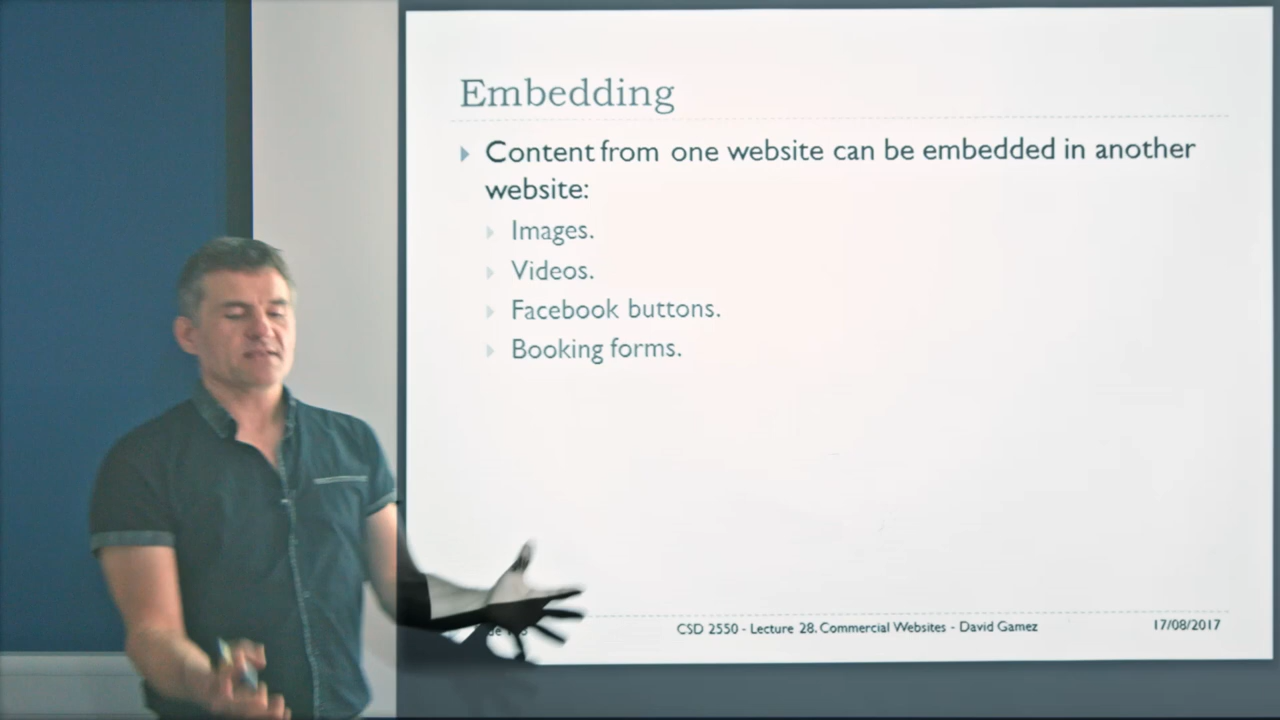 Embedding
Content from one website can be embedded in another
website:
Images.
Videos.
Facebook buttons.
Booking forms.
CSD 2550 - Lecture 28. Commercial Websites - David Gamez
17/08/2017